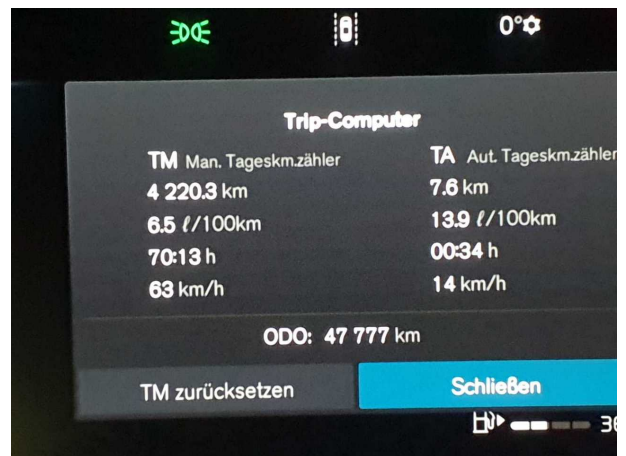 0°
Trip-Computer
TM Man. Tageskm.zähler
4 220.3 km
6.5 ℓ/100km
70:13 h
63 km/h
TA Aut. Tageskm.zähler
7.6 km
13.9 ℓ/100km
00:34 h
14 km/h
ODO: 47 777 km
TM zurücksetzen
Schließen